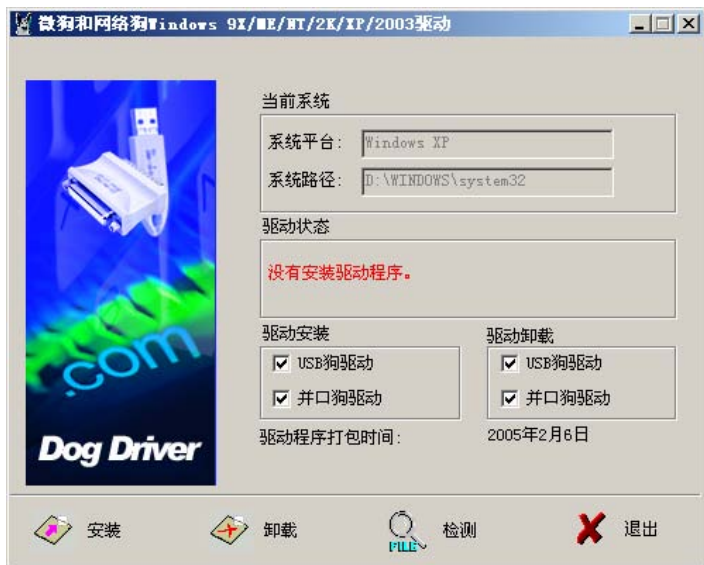 微狗和网络狗Windows 9X/ME/NT/2K/XP/2003驱动
当前系统
系统平台: Windows XP
系统路径: D:\WINDOWS\system32
驱动状态
没有安装驱动程序。
驱动安装
USB狗驱动
并口狗驱动
驱动卸载
USB狗驱动
并口狗驱动
驱动程序打包时间: 2005年2月6日
.com
Dog Driver
安装
卸载
FILE
检测
退出